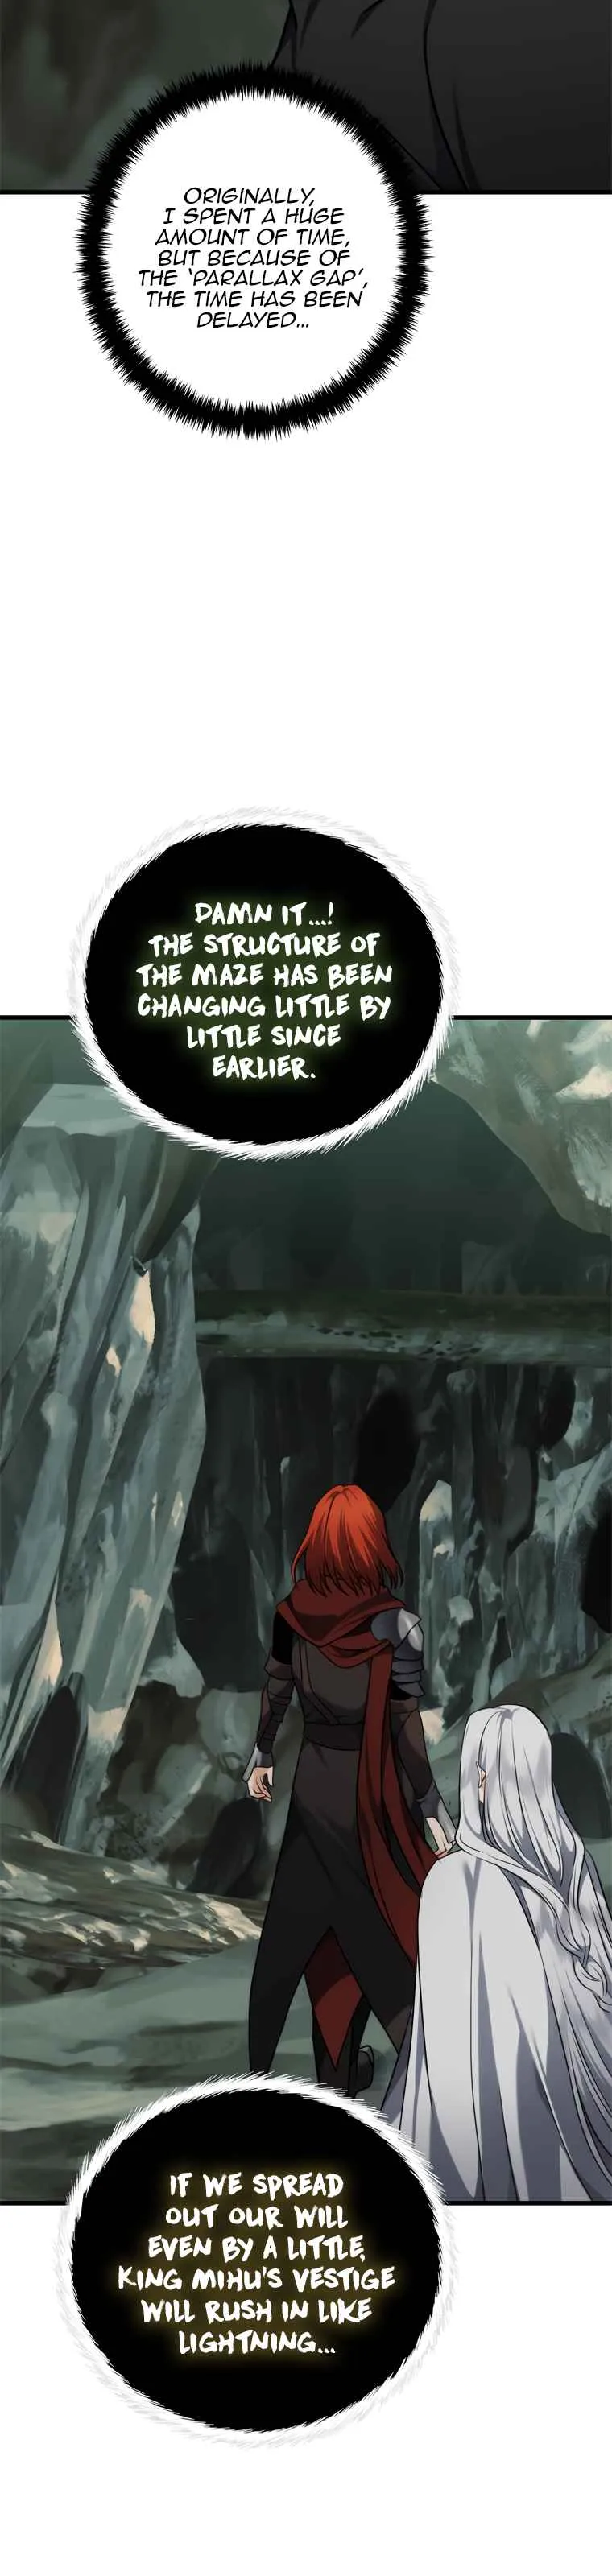 ORIGINALLY,
I SPENT A HUGE
AMOUNT OF TIME,
BUT BECAUSE OF
THE 'PARALLAX GAP',
THE TIME HAS BEEN
DELAYED...
DAMN IT...!
THE STRUCTURE OF
THE MAZE HAS BEEN
CHANGING LITTLE BY
LITTLE SINCE
EARLIER.
IF WE SPREAD
OUT OUR WILL
EVEN BY A LITTLE,
KING MIHU'S VESTIGE
WILL RUSH IN LIKE
LIGHTNING...